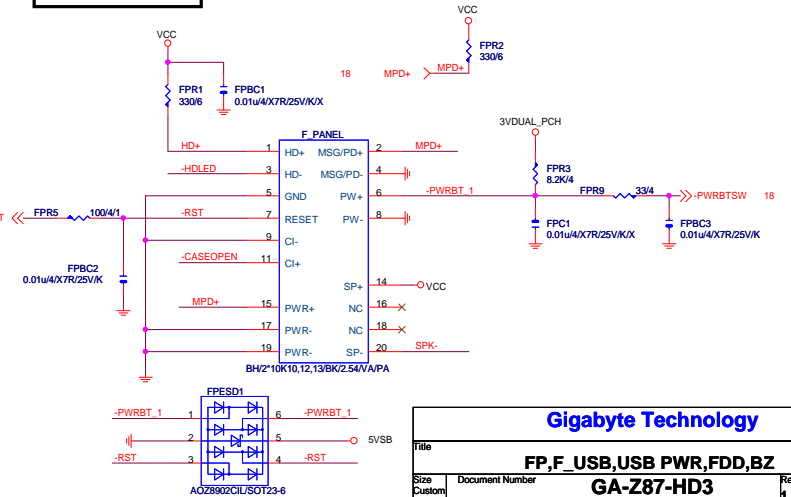 VCC
VCC
FPR1
330/6
FPBC1
0.01u/4/X7R/25V/K/X
18
MPD+
MPD+
FPR2
330/6
HD+
-HDLED
F_PANEL
1
HD+
MSG/PD+
2
MPD+
3
HD-
MSG/PD-
4
5
GND
PW+
6
-PWRBT_1
7
RESET
PW-
8
9
CI-
11
CI+
SP+
14
VCC
15
PWR+
NC
16
17
PWR-
NC
18
19
PWR-
SP-
20
SPK-
BH/2*10K10,12,13/BK/2.54/VA/PA
3VDUAL_PCH
FPR3
8.2K/4
FPR9
33/4
-PWRBTSW
18
FPC1
0.01u/4/X7R/25V/K/X
FPBC3
0.01u/4/X7R/25V/K
FPR5
100/4/1
-RST
FPBC2
0.01u/4/X7R/25V/K
-CASEOPEN
MPD+
FPESD1
-PWRBT_1
1
6
-PWRBT_1
2
5
5VSB
-RST
3
4
-RST
AOZ8902CIL/SOT23-6
Gigabyte Technology
Title
FP,F_USB,USB PWR,FDD,BZ
Size
Custom
Document Number
GA-Z87-HD3